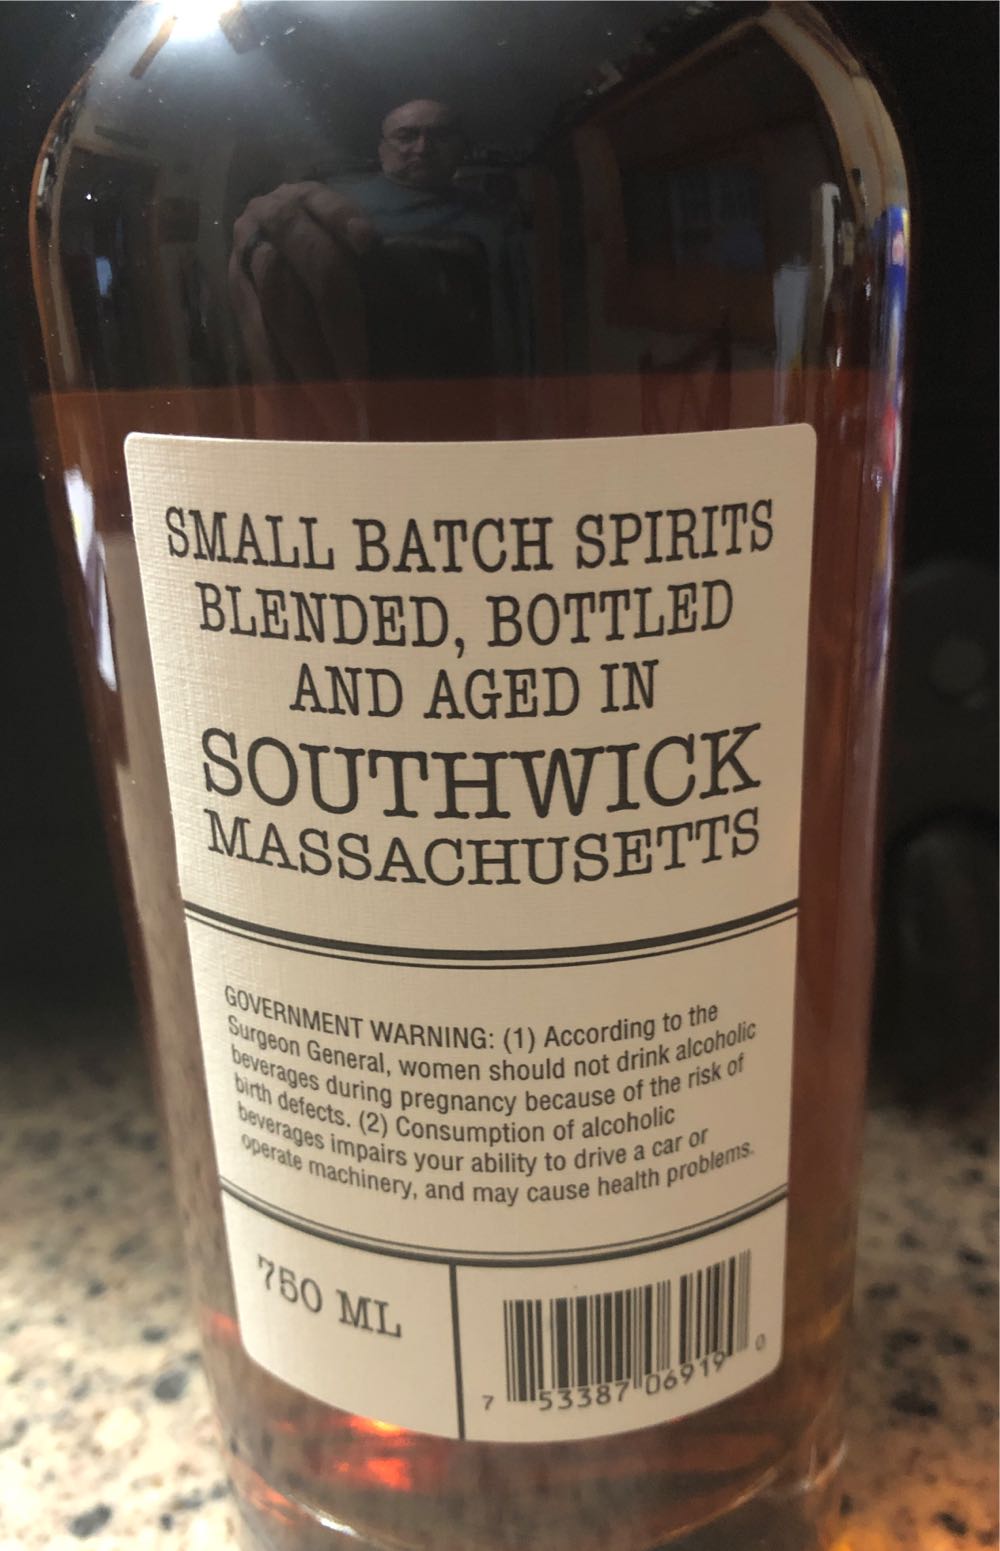 SMALL BATCH SPIRITS
BLENDED, BOTTLED
AND AGED IN
SOUTHWICK
MASSACHUSETTS
GOVERNMENT WARNING: (1) According to the
Surgeon General, women should not drink alcoholic
beverages during pregnancy because of the risk of
birth defects. (2) Consumption of alcoholic
beverages impairs your ability to drive a car or
operate machinery, and may cause health problems.
750 ML
7 53387 06919 0